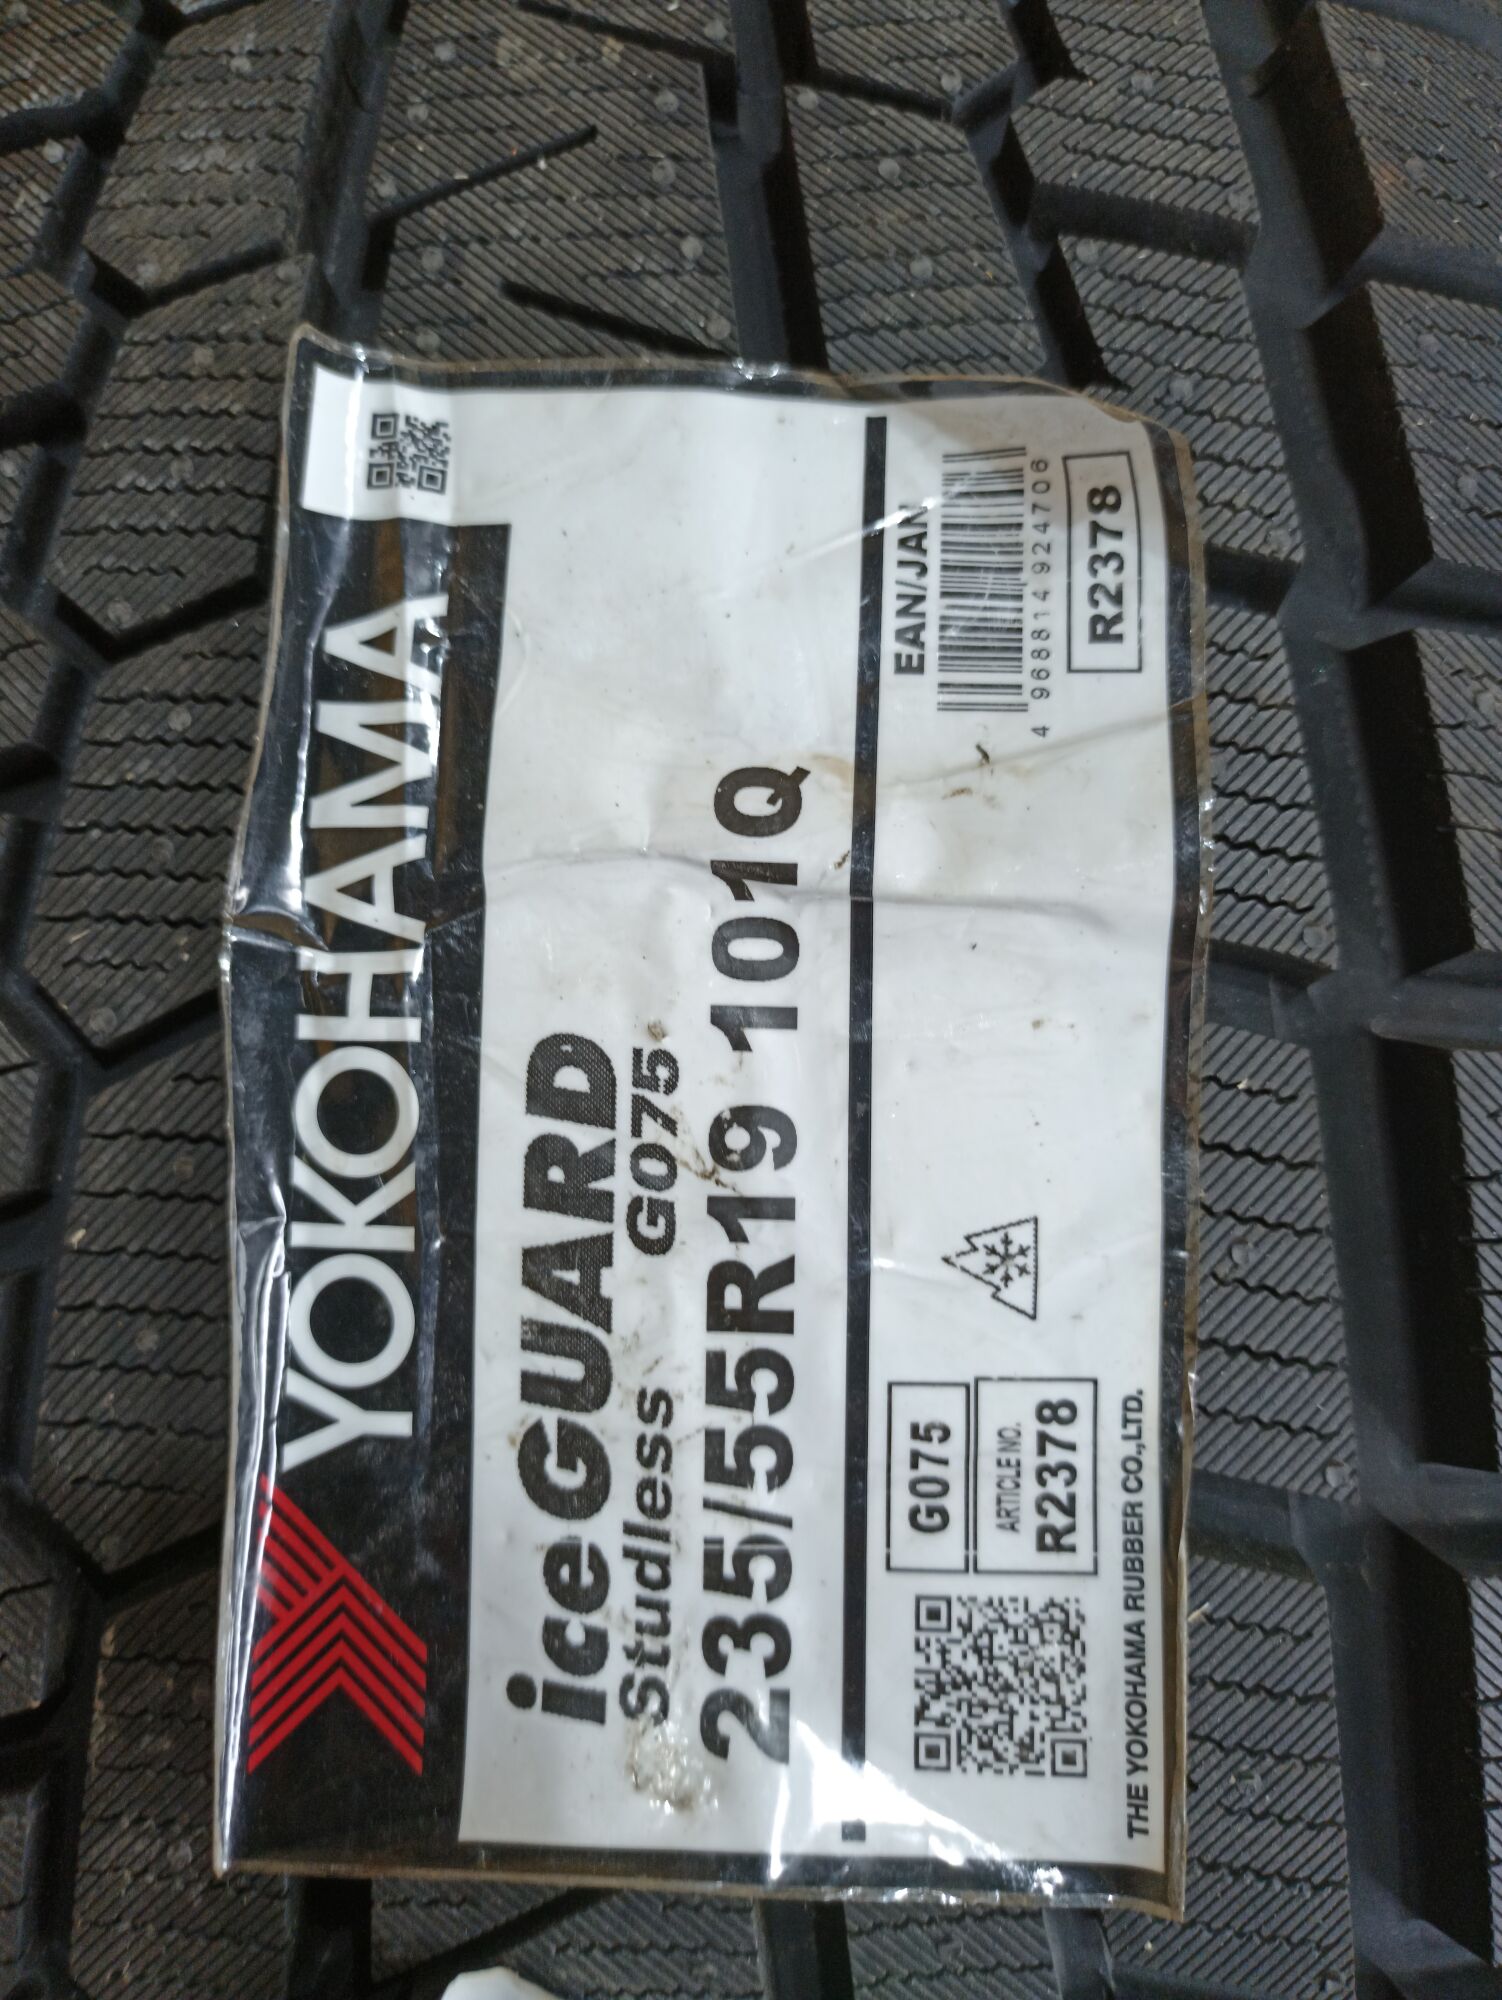 YOKOHAMA
iceGUARD
Studless G075
235/55R19 101Q
EAN/JAN
4 968814 924706
R2378
G075
ARTICLE NO.
R2378
THE YOKOHAMA RUBBER CO.,LTD.